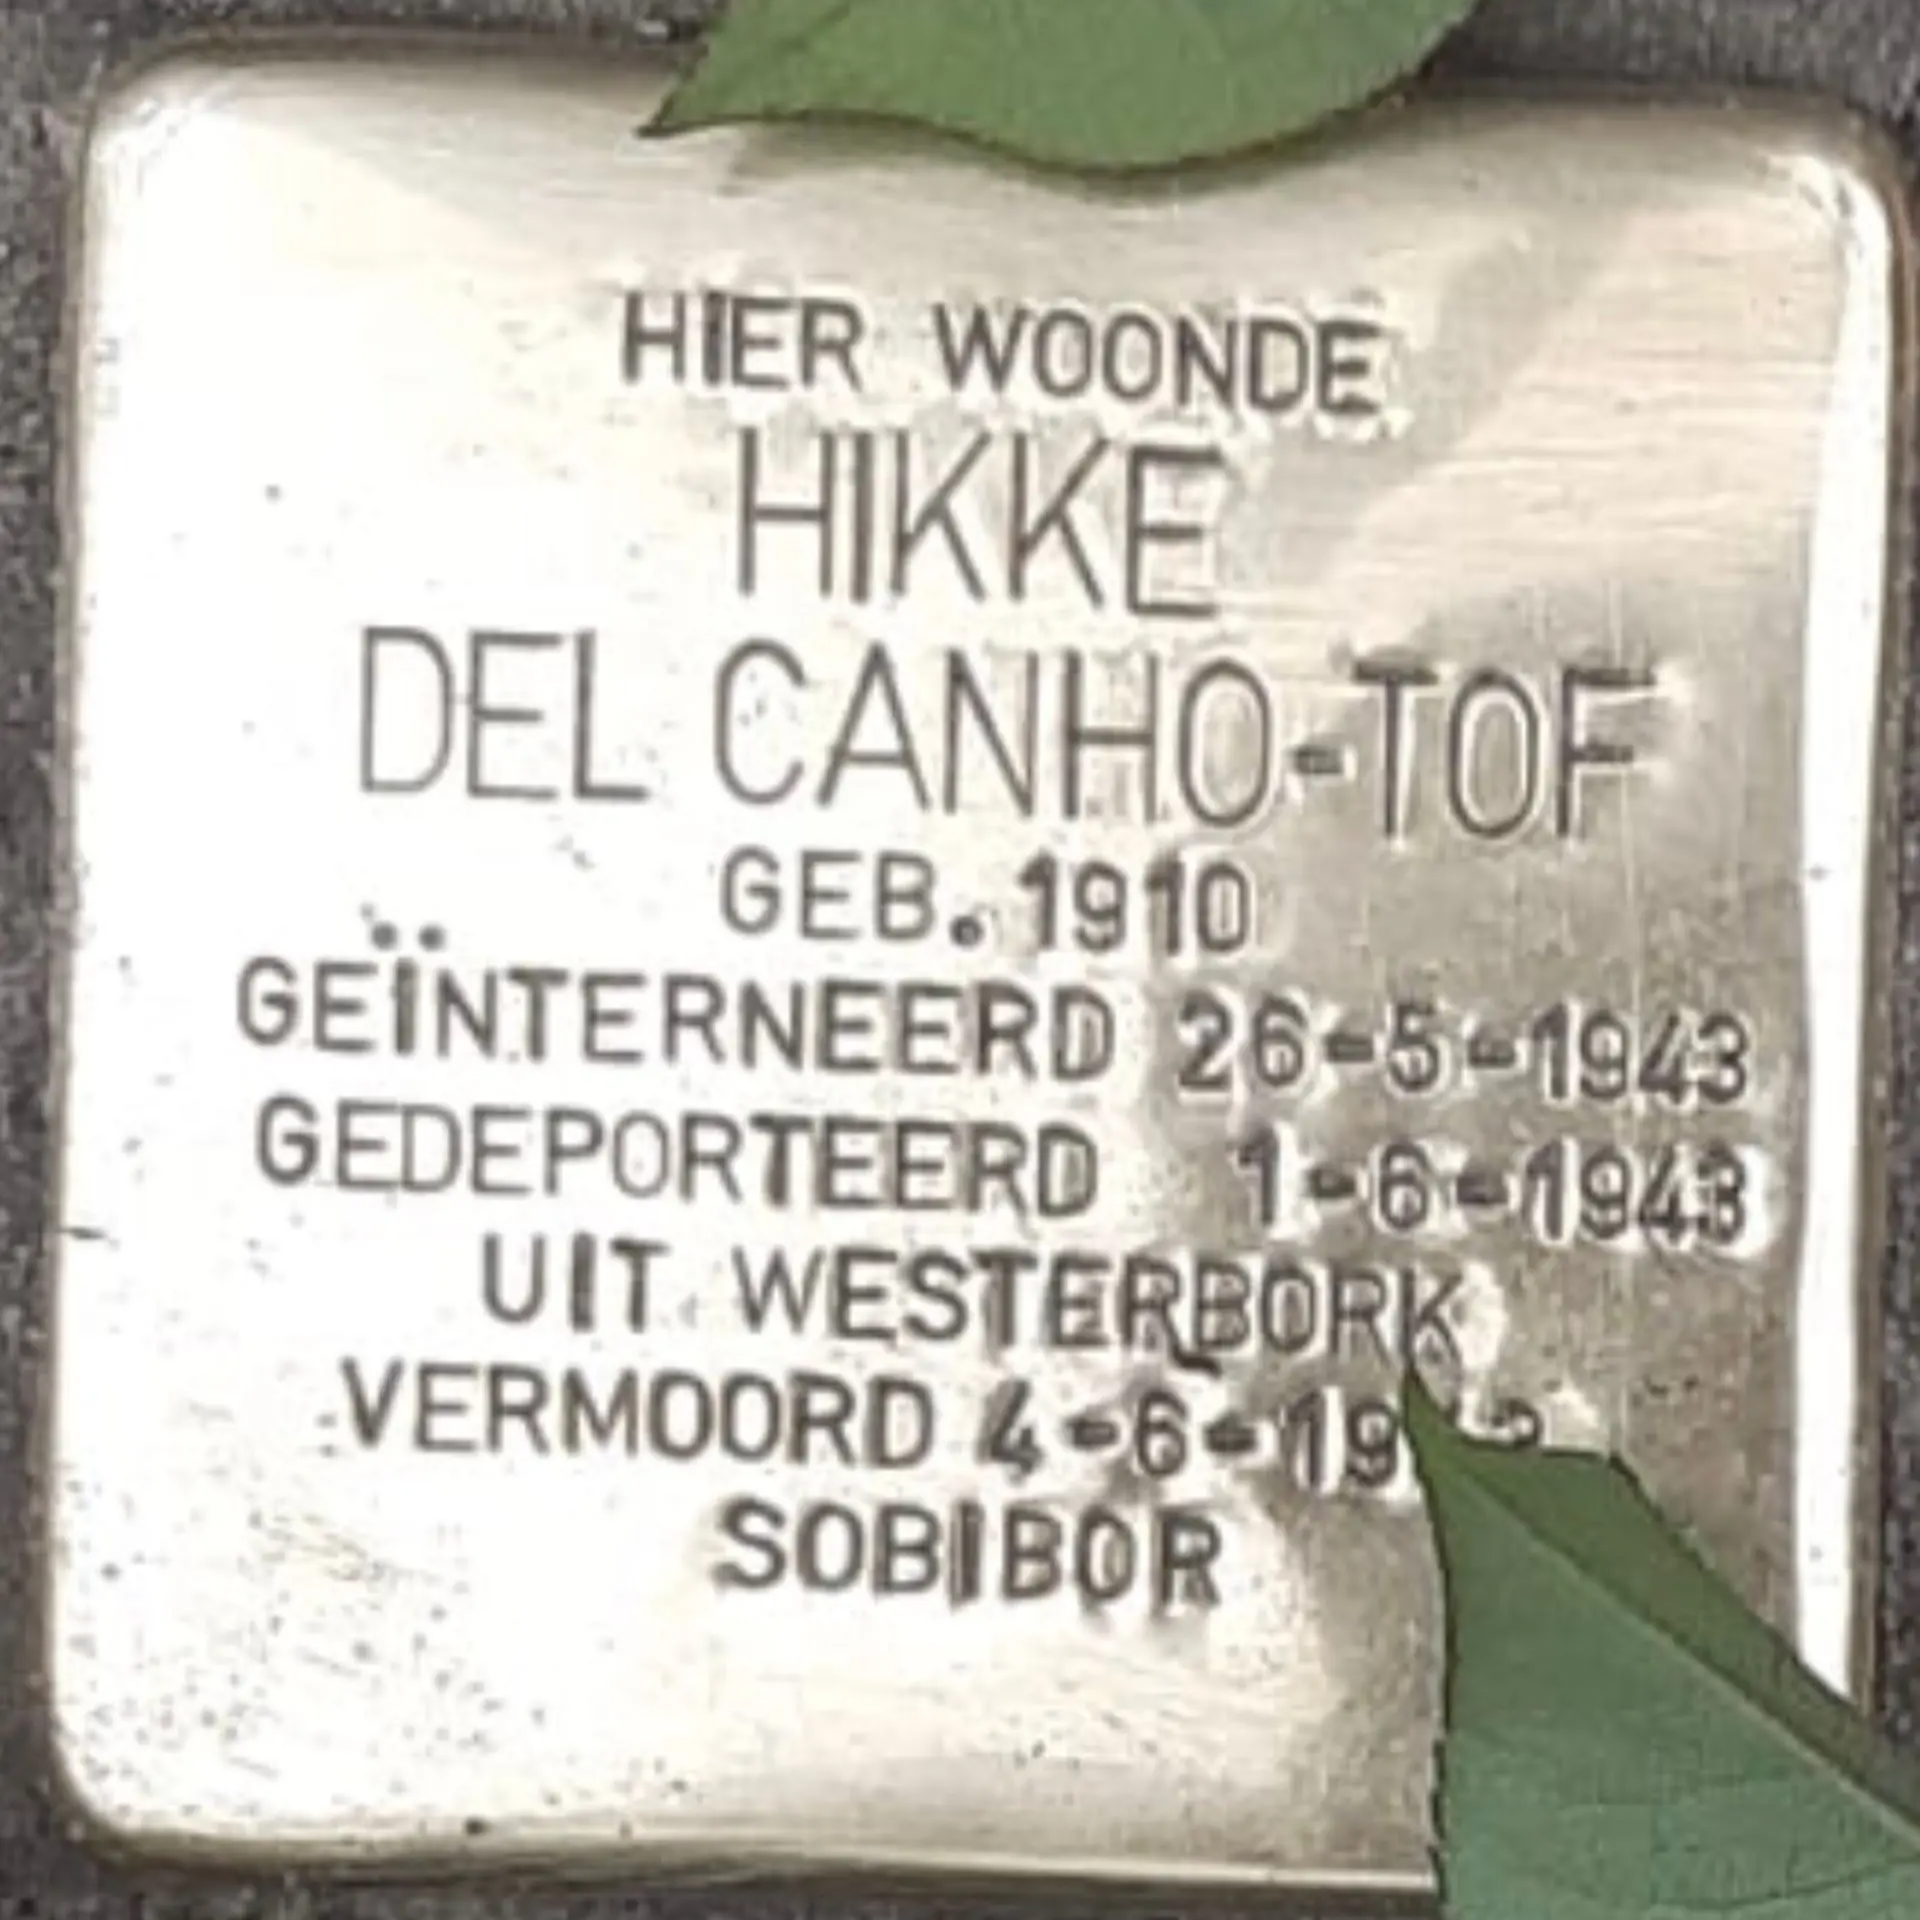 HIER WOONDE
HIKKE
DEL CANHO-TOF
GEB. 1910
GEÏNTERNEERD 26-5-1943
GEDEPORTEERD 1-6-1943
UIT WESTERBORK
VERMOORD 4-6-19
SOBIBOR